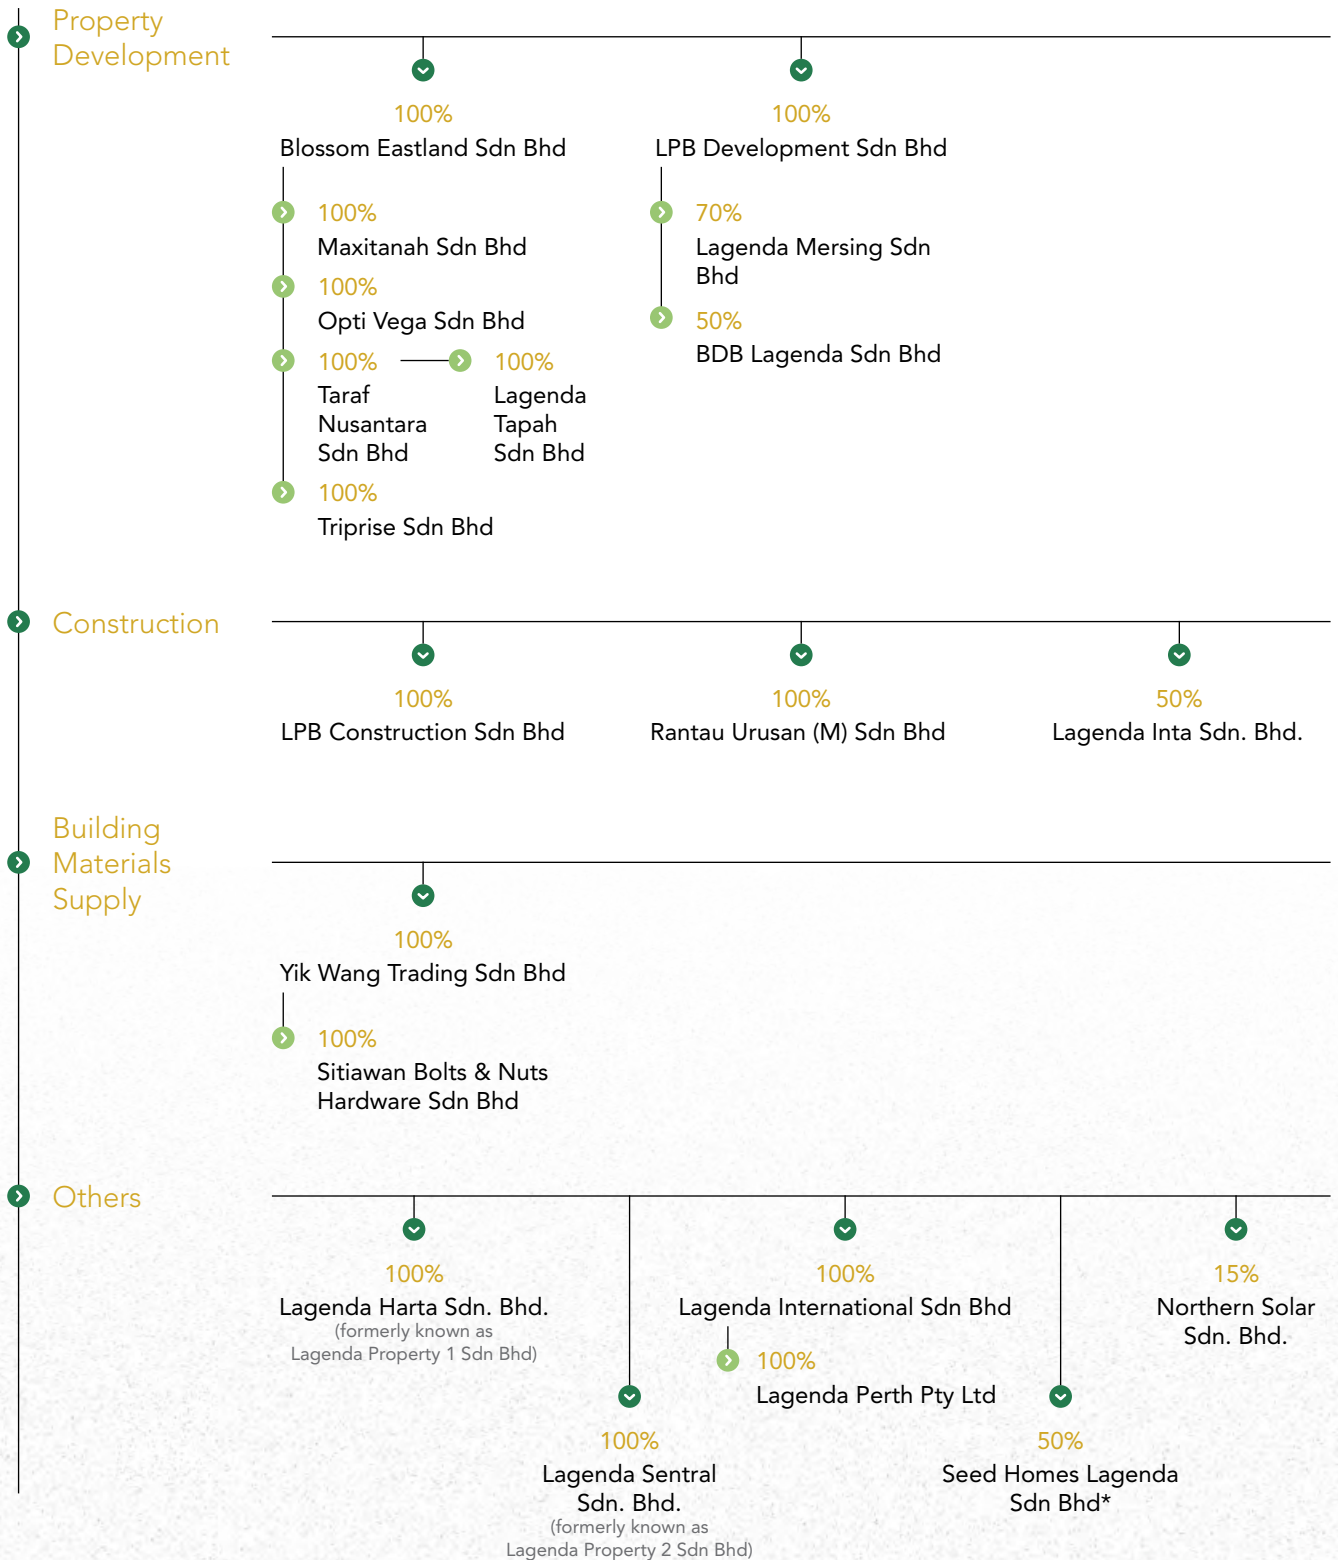 Property
Development
100%
Blossom Eastland Sdn Bhd
100%
Maxitanah Sdn Bhd
100%
Opti Vega Sdn Bhd
100%
Taraf
Nusantara
Sdn Bhd
100%
Lagenda
Tapah
Sdn Bhd
100%
Triprise Sdn Bhd
100%
LPB Development Sdn Bhd
70%
Lagenda Mersing Sdn
Bhd
50%
BDB Lagenda Sdn Bhd
Construction
100%
LPB Construction Sdn Bhd
100%
Rantau Urusan (M) Sdn Bhd
50%
Lagenda Inta Sdn. Bhd.
Building
Materials
Supply
100%
Yik Wang Trading Sdn Bhd
100%
Sitiawan Bolts & Nuts
Hardware Sdn Bhd
Others
100%
Lagenda Harta Sdn. Bhd.
(formerly known as
Lagenda Property 1 Sdn Bhd)
100%
Lagenda Sentral
Sdn. Bhd.
(formerly known as
Lagenda Property 2 Sdn Bhd)
100%
Lagenda International Sdn Bhd
100%
Lagenda Perth Pty Ltd
50%
Seed Homes Lagenda
Sdn Bhd*
15%
Northern Solar
Sdn. Bhd.